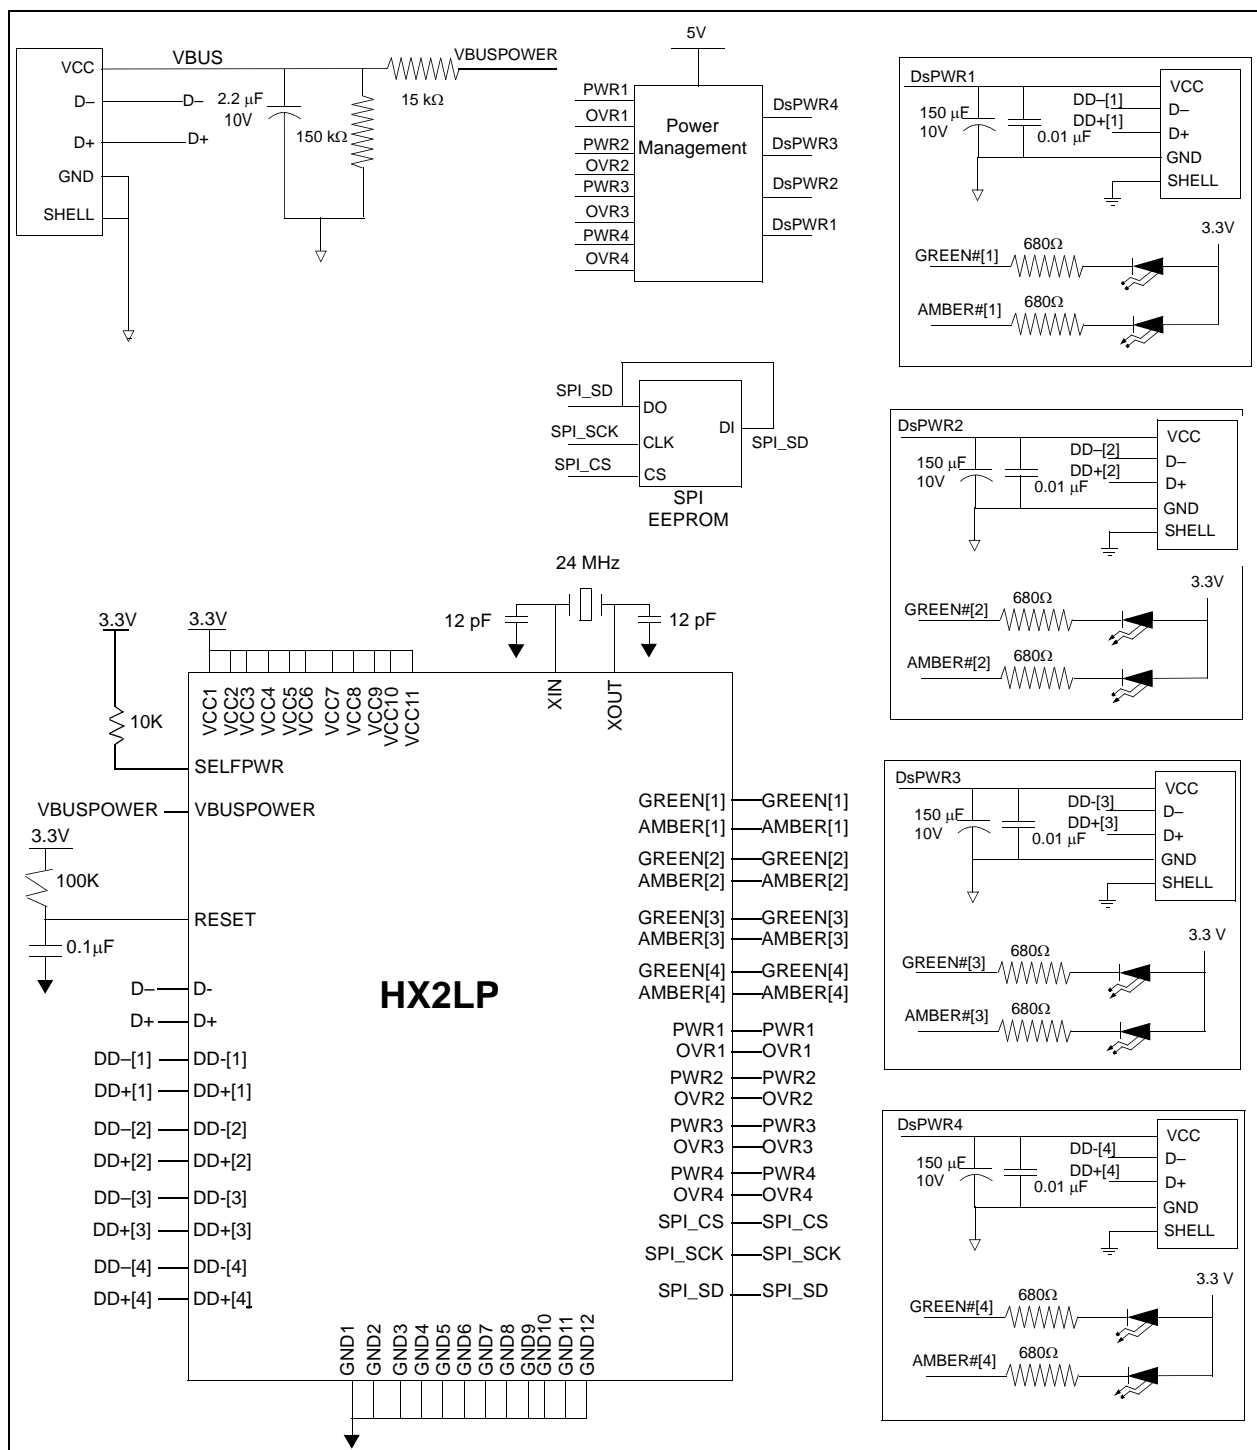 VCC
D–
D+
GND
SHELL
VBUS
D–
D+
2.2 μF
10V
150 kΩ
15 kΩ
VBUSPOWER
5V
PWR1
OVR1
PWR2
OVR2
PWR3
OVR3
PWR4
OVR4
Power
Management
DsPWR4
DsPWR3
DsPWR2
DsPWR1
DsPWR1
150 μF
10V
0.01 μF
DD–[1]
DD+[1]
VCC
D–
D+
GND
SHELL
3.3V
GREEN#[1]
680Ω
AMBER#[1]
680Ω
SPI_SD
SPI_SCK
SPI_CS
DO
CLK
CS
DI
SPI_SD
SPI
EEPROM
DsPWR2
150 μF
10V
0.01 μF
DD–[2]
DD+[2]
VCC
D–
D+
GND
SHELL
3.3V
GREEN#[2]
680Ω
AMBER#[2]
680Ω
24 MHz
12 pF
12 pF
3.3V
3.3V
10K
VCC1
VCC2
VCC3
VCC4
VCC5
VCC6
VCC7
VCC8
VCC9
VCC10
VCC11
XIN
XOUT
SELFPWR
VBUSPOWER
VBUSPOWER
3.3V
100K
RESET
0.1μF
HX2LP
D–
D-
D+
D+
DD–[1]
DD-[1]
DD+[1]
DD+[1]
DD–[2]
DD-[2]
DD+[2]
DD+[2]
DD–[3]
DD-[3]
DD+[3]
DD+[3]
DD–[4]
DD-[4]
DD+[4]
DD+[4]
GREEN[1]
GREEN[1]
AMBER[1]
AMBER[1]
GREEN[2]
GREEN[2]
AMBER[2]
AMBER[2]
GREEN[3]
GREEN[3]
AMBER[3]
AMBER[3]
GREEN[4]
GREEN[4]
AMBER[4]
AMBER[4]
PWR1
PWR1
OVR1
OVR1
PWR2
PWR2
OVR2
OVR2
PWR3
PWR3
OVR3
OVR3
PWR4
PWR4
OVR4
OVR4
SPI_CS
SPI_CS
SPI_SCK
SPI_SCK
SPI_SD
SPI_SD
GND1
GND2
GND3
GND4
GND5
GND6
GND7
GND8
GND9
GND10
GND11
GND12
DsPWR3
150 μF
10V
0.01 μF
DD-[3]
DD+[3]
VCC
D–
D+
GND
SHELL
3.3 V
GREEN#[3]
680Ω
AMBER#[3]
680Ω
DsPWR4
150 μF
10V
0.01 μF
DD-[4]
DD+[4]
VCC
D–
D+
GND
SHELL
3.3 V
GREEN#[4]
680Ω
AMBER#[4]
680Ω